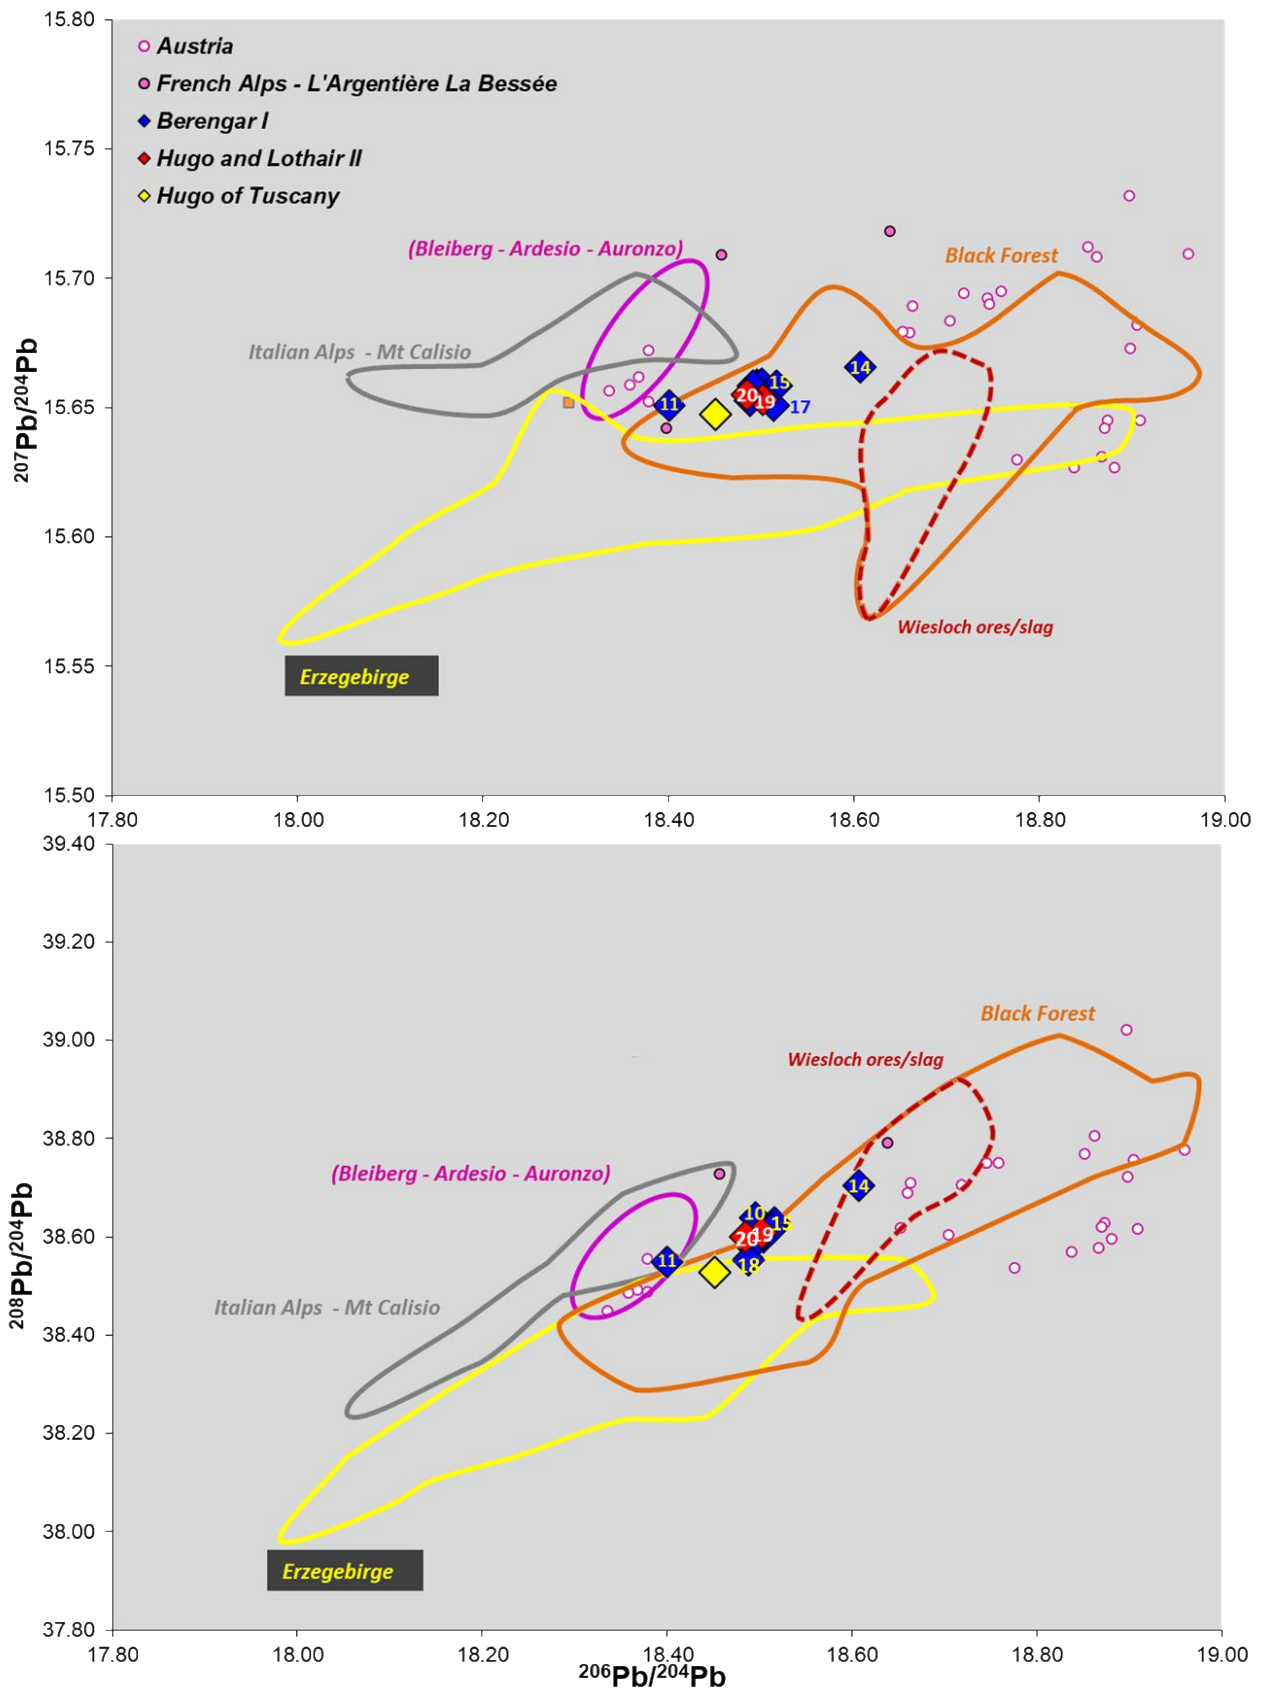 15.80
Austria
French Alps - L'Argentière La Bessée
15.75
Berengar I
Hugo and Lothair II
Hugo of Tuscany
(Bleiberg - Ardesio - Auronzo)
Black Forest
15.70
Italian Alps - Mt Calisio
207Pb/204Pb
14
15
20
19
11
17
15.65
15.60
Wiesloch ores/slag
15.55
Erzegebirge
15.50
17.80 18.00 18.20 18.40 18.60 18.80 19.00
39.40
39.20
Black Forest
39.00
Wiesloch ores/slag
38.80
(Bleiberg - Ardesio - Auronzo)
14
10
15
38.60
20
19
11
18
208Pb/204Pb
Italian Alps - Mt Calisio
38.40
38.20
38.00
Erzegebirge
37.80
17.80 18.00 18.20 18.40 18.60 18.80 19.00
206Pb/204Pb